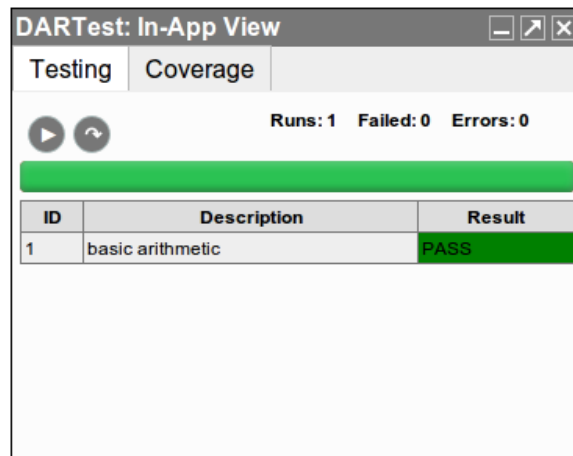 DARTest: In-App View
Testing Coverage
Runs: 1 Failed: 0 Errors: 0
ID Description Result
1 basic arithmetic PASS